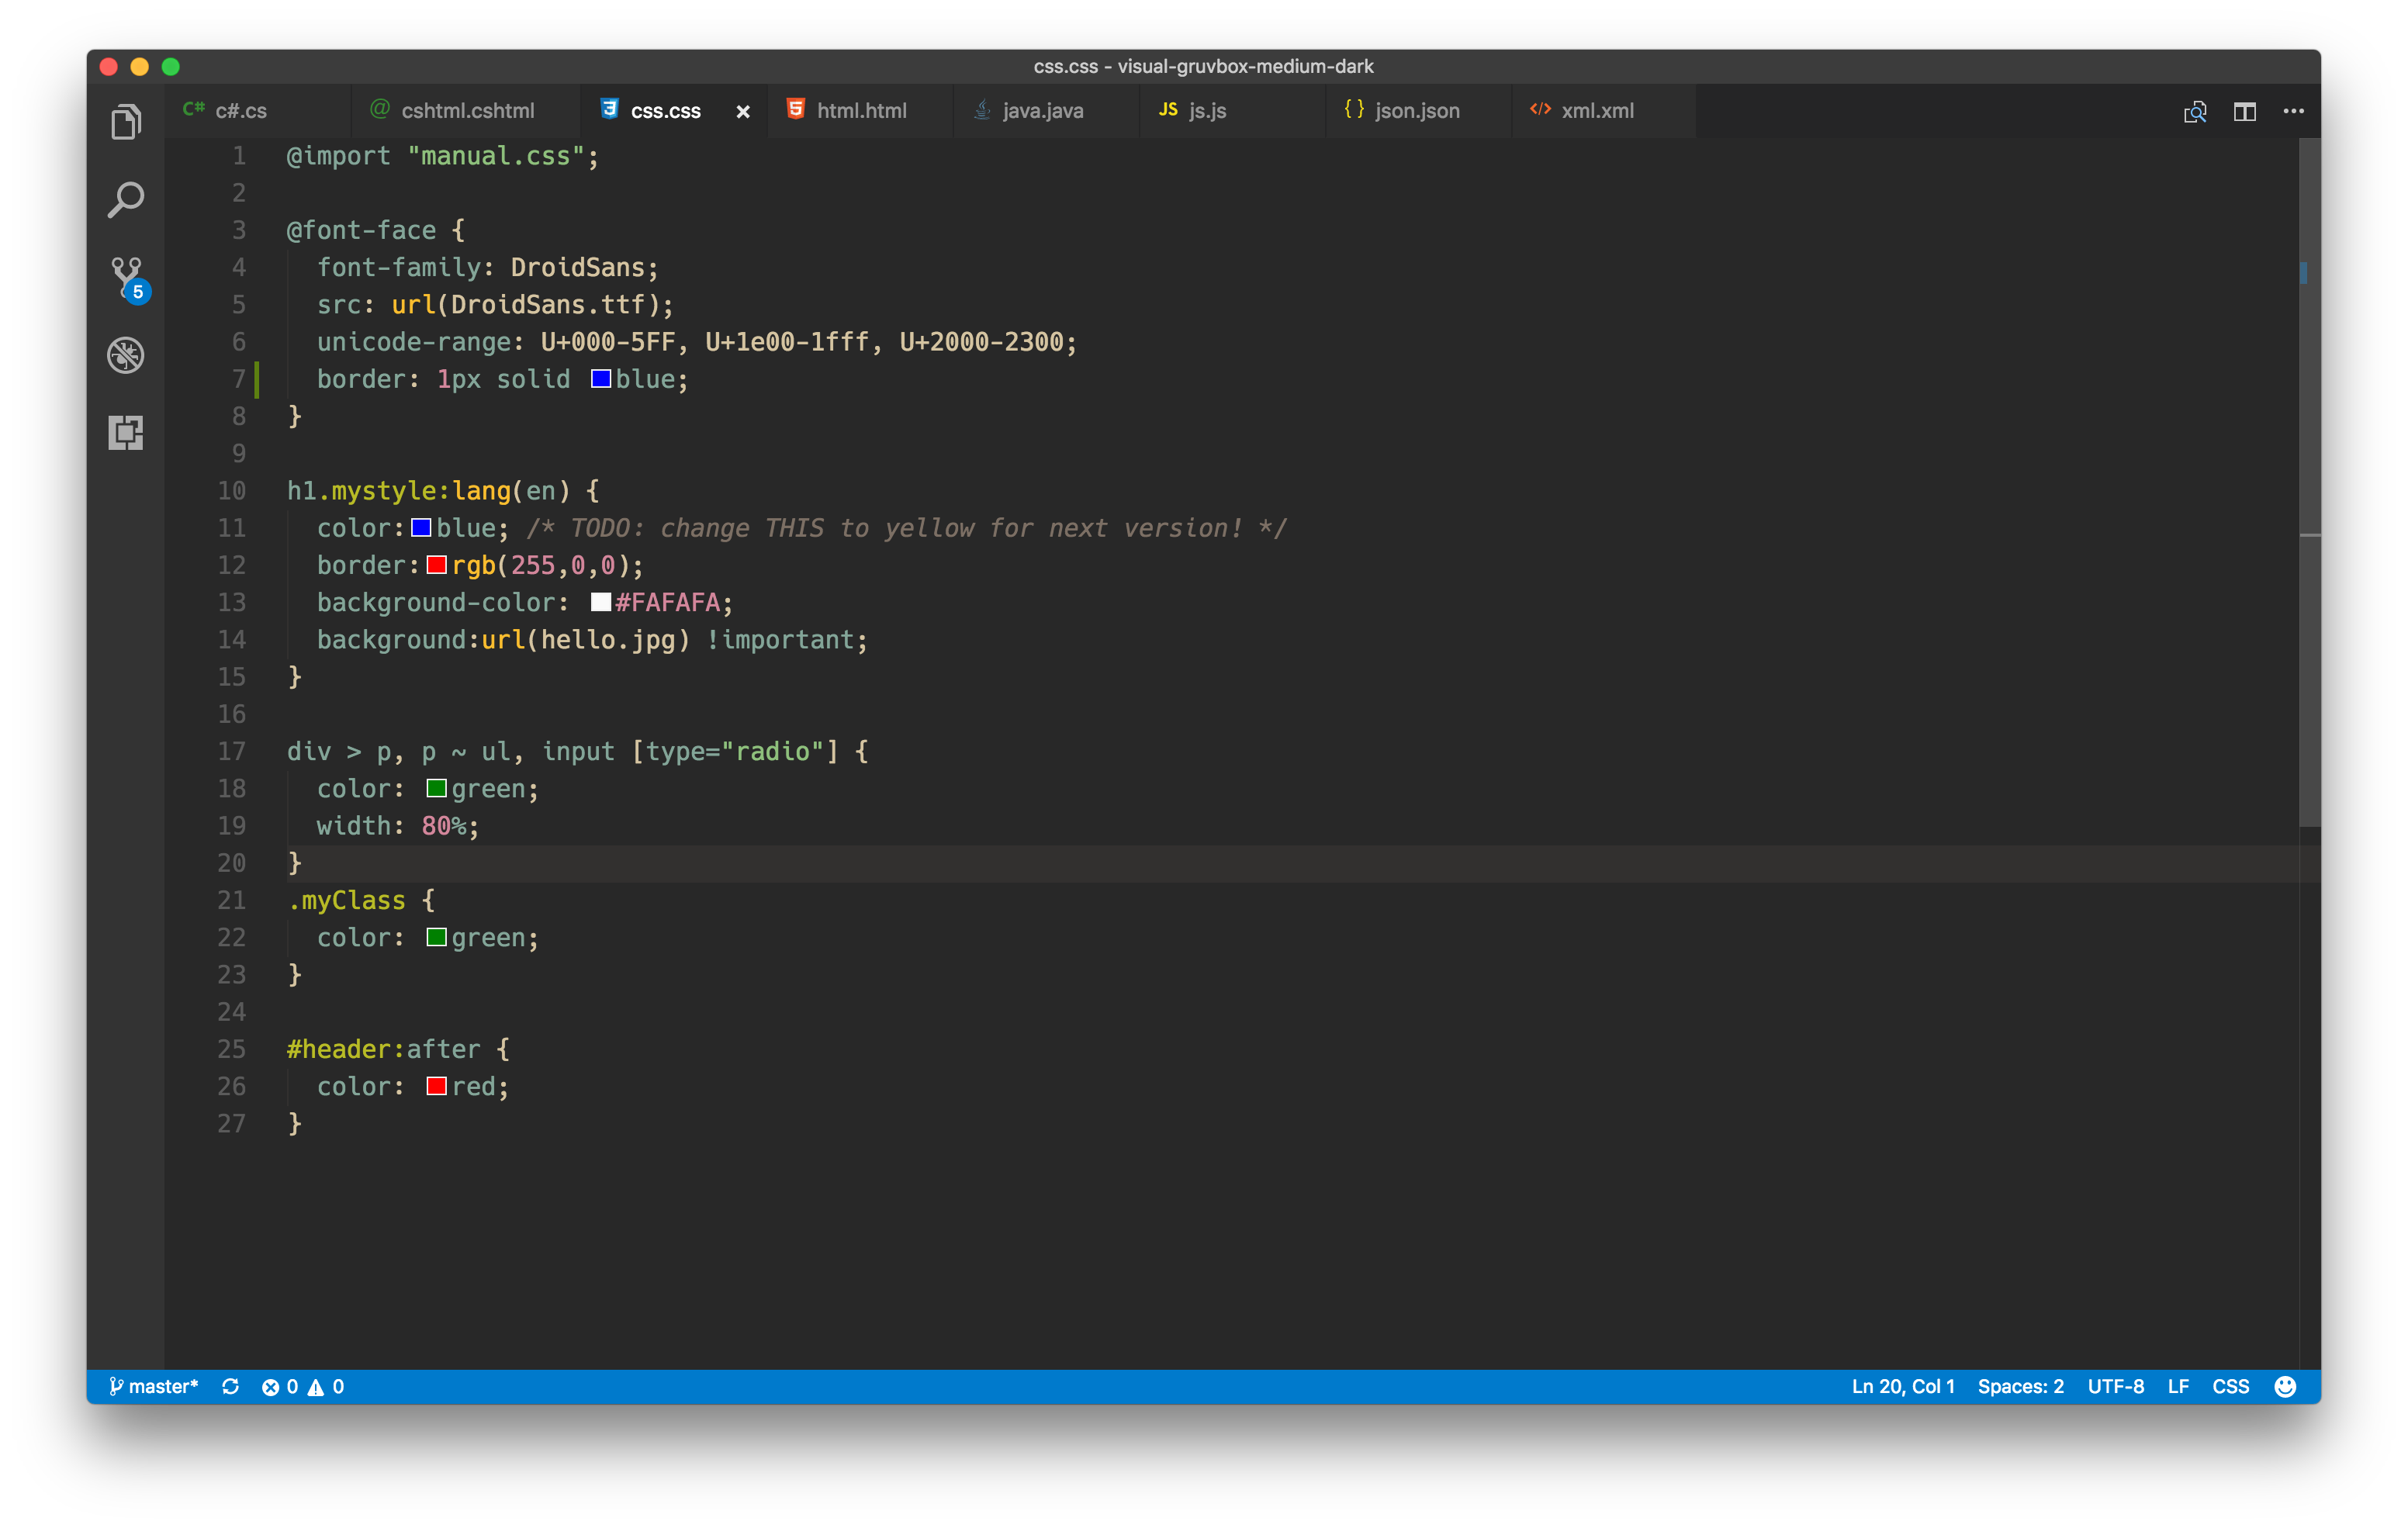 css.css - visual-gruvbox-medium-dark
C# c#.cs @ cshtml.cshtml 3 css.css × 5 html.html java.java JS js.js { } json.json </> xml.xml
5
1 @import "manual.css";
2
3 @font-face {
4 font-family: DroidSans;
5 src: url(DroidSans.ttf);
6 unicode-range: U+000-5FF, U+1e00-1fff, U+2000-2300;
7 border: 1px solid blue;
8 }
9
10 h1.mystyle:lang(en) {
11 color:blue; /* TODO: change THIS to yellow for next version! */
12 border:rgb(255,0,0);
13 background-color: #FAFAFA;
14 background:url(hello.jpg) !important;
15 }
16
17 div > p, p ~ ul, input [type="radio"] {
18 color: green;
19 width: 80%;
20 }
21 .myClass {
22 color: green;
23 }
24
25 #header:after {
26 color: red;
27 }
master* 0 0 Ln 20, Col 1 Spaces: 2 UTF-8 LF CSS